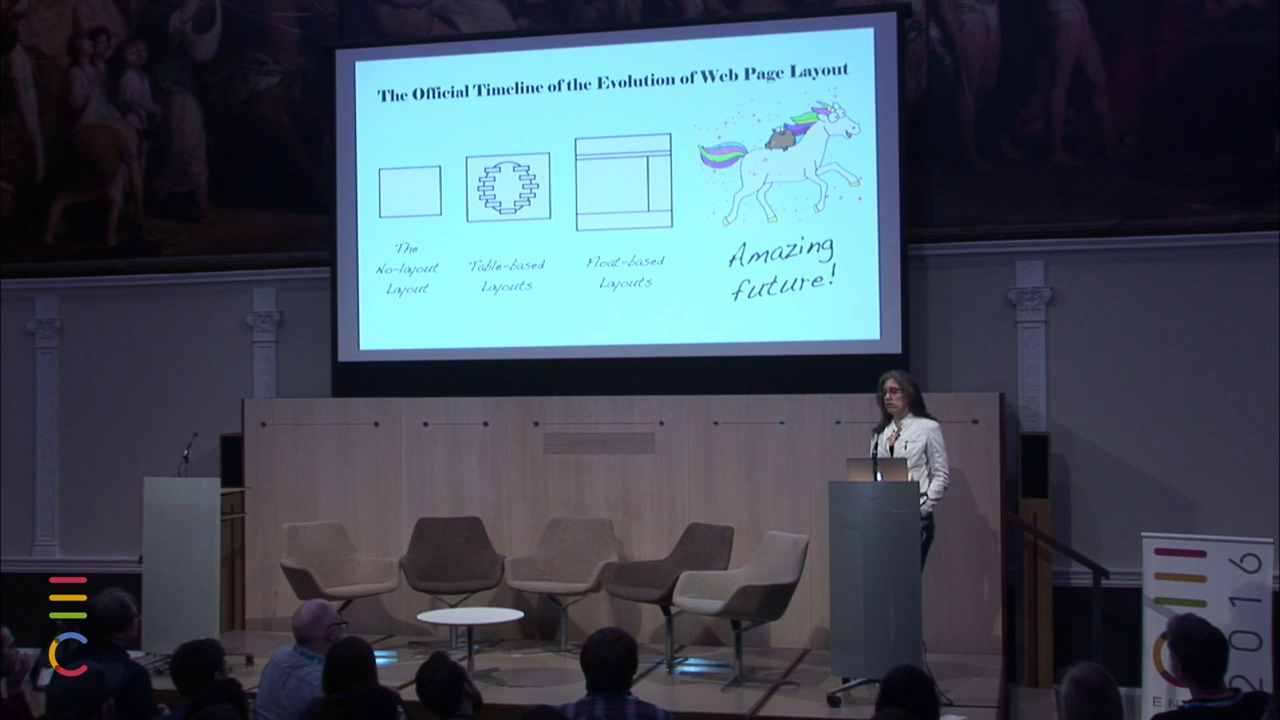 The Official Timeline of the Evolution of Web Page Layout
The
No-layout
Layout
Table-based
Layouts
Float-based
Layouts
Amazing
future!
2016